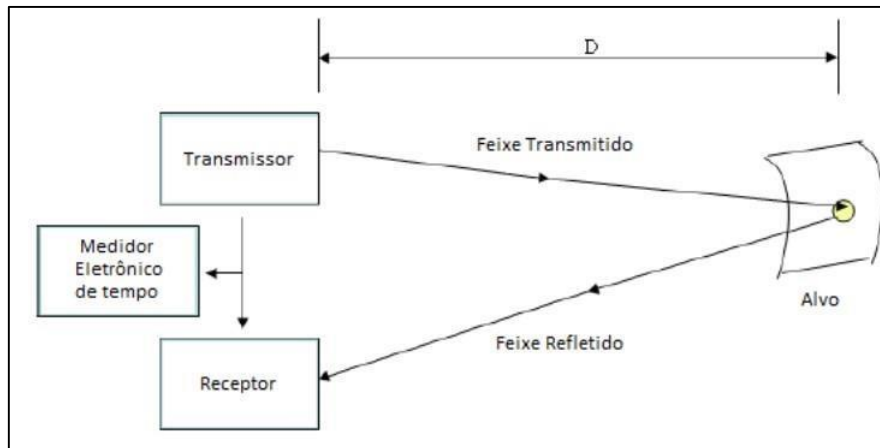 D
Transmissor
Feixe Transmitido
Medidor
Eletrônico
de tempo
Alvo
Feixe Refletido
Receptor